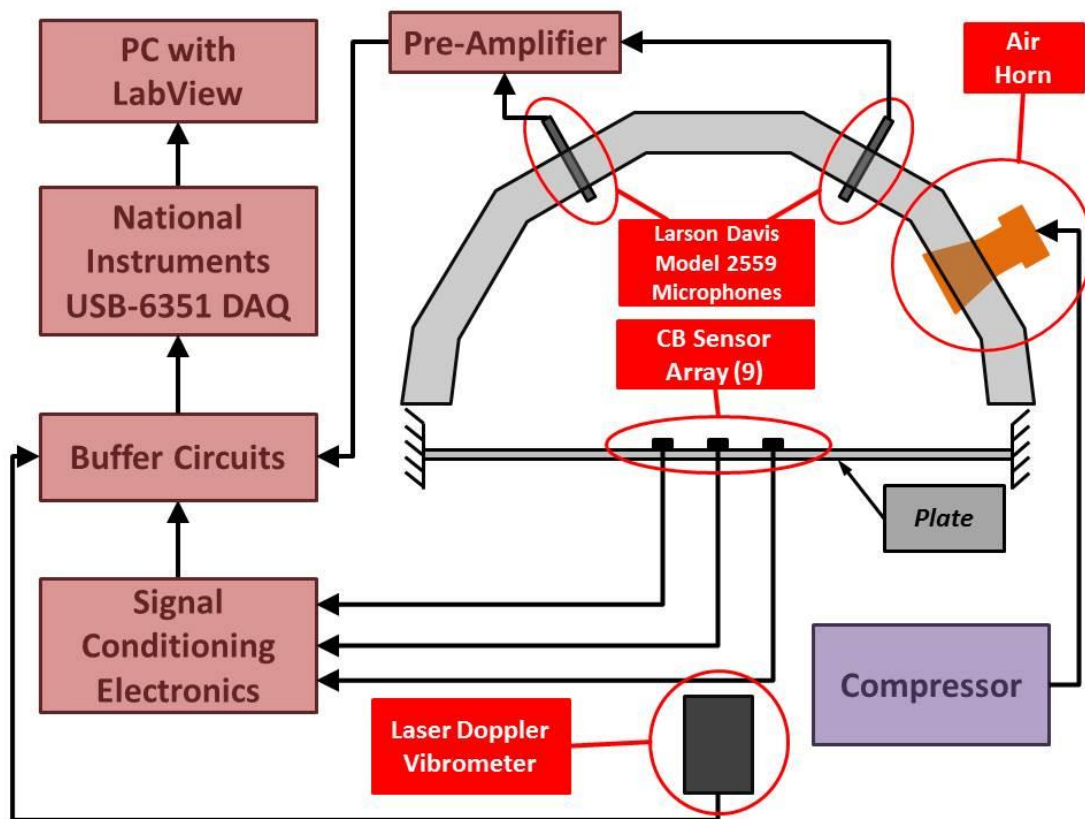 PC with
LabView
Pre-Amplifier
Air
Horn
National
Instruments
USB-6351 DAQ
Larson Davis
Model 2559
Microphones
CB Sensor
Array (9)
Buffer Circuits
Plate
Signal
Conditioning
Electronics
Compressor
Laser Doppler
Vibrometer